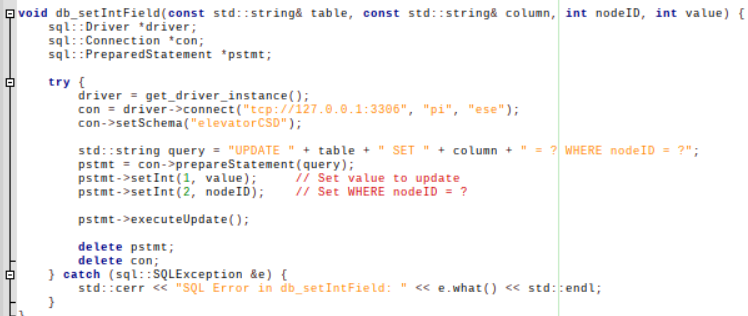 void db_setIntField(const std::string& table, const std::string& column, int nodeID, int value) {
    sql::Driver *driver;
    sql::Connection *con;
    sql::PreparedStatement *pstmt;

    try {
        driver = get_driver_instance();
        con = driver->connect("tcp://127.0.0.1:3306", "pi", "ese");
        con->setSchema("elevatorCSD");

        std::string query = "UPDATE " + table + " SET " + column + " = ? WHERE nodeID = ?";
        pstmt = con->prepareStatement(query);
        pstmt->setInt(1, value);     // Set value to update
        pstmt->setInt(2, nodeID);    // Set WHERE nodeID = ?

        pstmt->executeUpdate();

        delete pstmt;
        delete con;
    } catch (sql::SQLException &e) {
        std::cerr << "SQL Error in db_setIntField: " << e.what() << std::endl;
    }
}